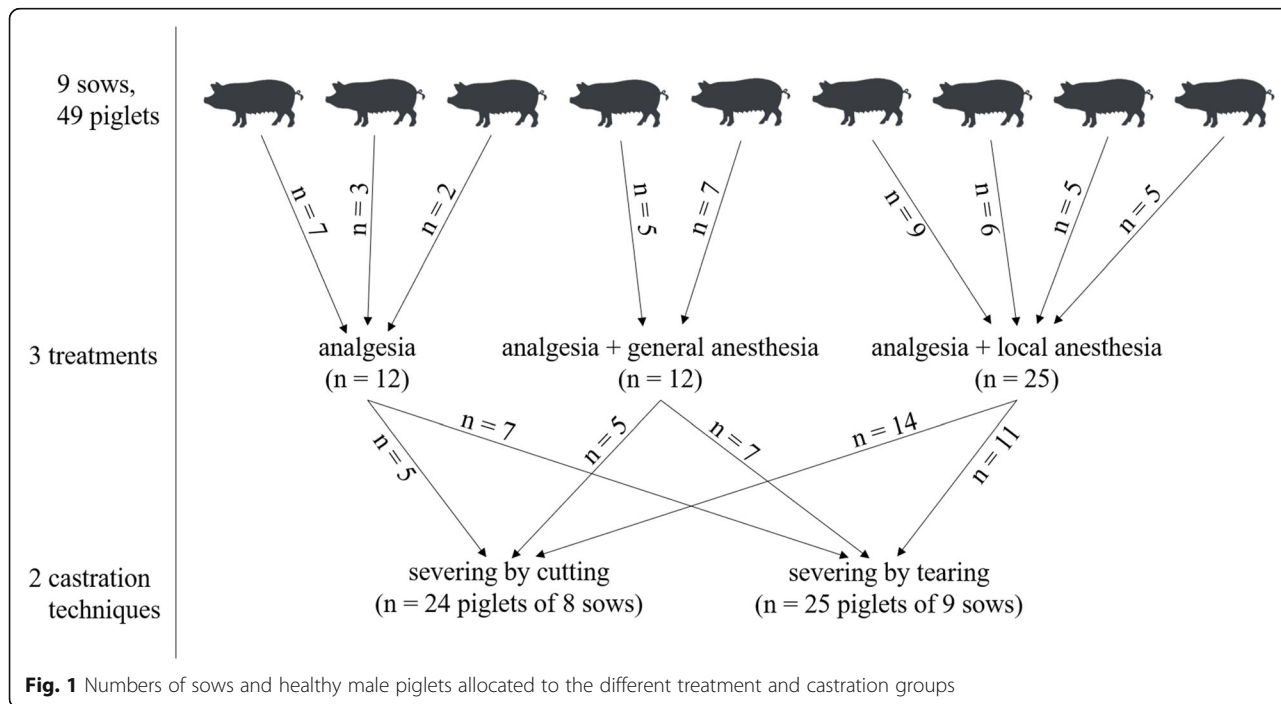 9 sows,
49 piglets
n = 7
n = 3
n = 2
n = 5
n = 7
n = 9
n = 6
n = 5
n = 5
3 treatments
analgesia
(n = 12)
analgesia + general anesthesia
(n = 12)
analgesia + local anesthesia
(n = 25)
n = 5
n = 7
n = 5
n = 7
n = 14
n = 11
2 castration
techniques
severing by cutting
(n = 24 piglets of 8 sows)
severing by tearing
(n = 25 piglets of 9 sows)
Fig. 1 Numbers of sows and healthy male piglets allocated to the different treatment and castration groups